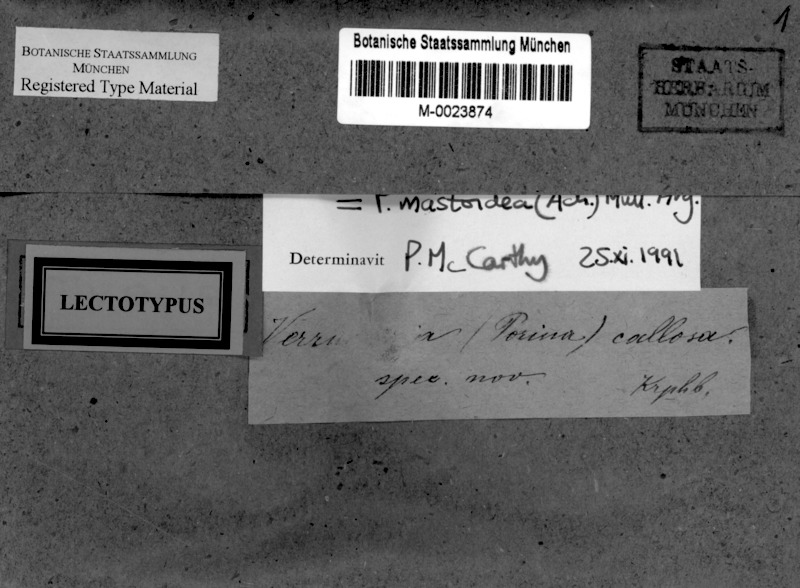 BOTANISCHE STAATSSAMMLUNG
MÜNCHEN
Registered Type Material
Botanische Staatssammlung München
M-0023874
1
STAATS-
HERBARIUM
MÜNCHEN
= P. mastoidea (Ach.) Müll. Arg.
Determinavit P. McCarthy 25.xi.1991
LECTOTYPUS
(Porina) callosa.
spec. nov. Krphb.